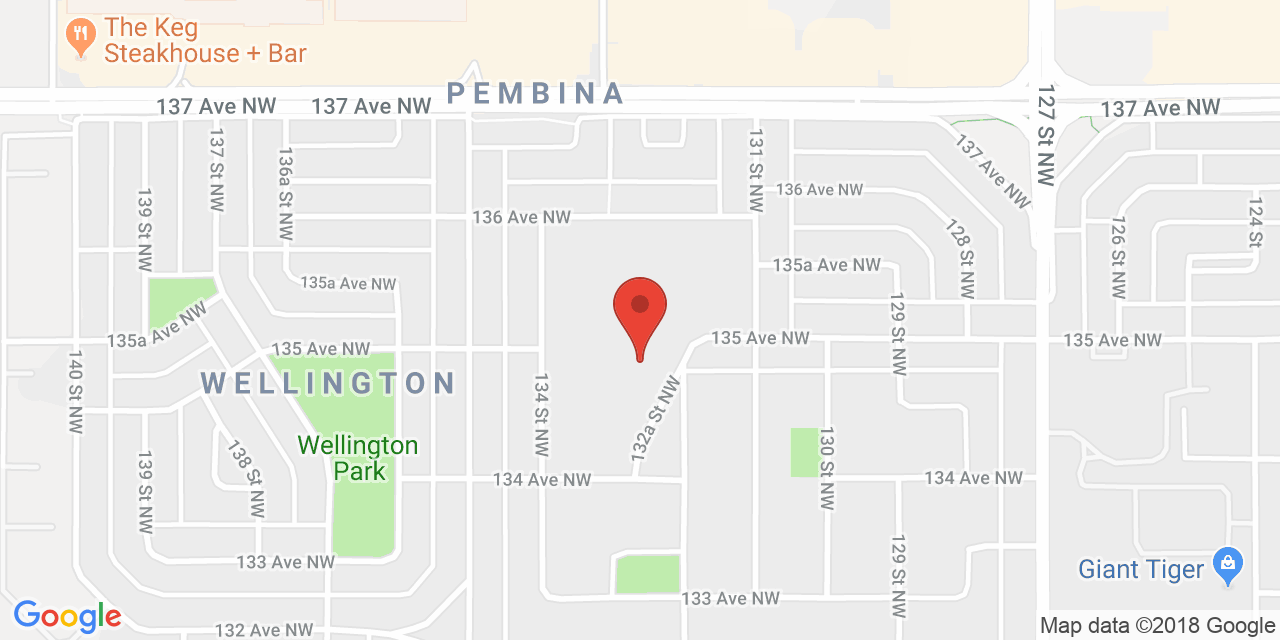 The Keg
Steakhouse + Bar
PEMBINA
137 Ave NW
137 Ave NW
137 Ave NW
127 St NW
137 Ave NW
137 St NW
136a St NW
139 St NW
131 St NW
136 Ave NW
136 Ave NW
128 St NW
126 St NW
124 St
135a Ave NW
135a Ave NW
129 St NW
135a Ave NW
135 Ave NW
135 Ave NW
135 Ave NW
140 St NW
WELLINGTON
134 St NW
132a St NW
Wellington
Park
130 St NW
138 St NW
139 St NW
134 Ave NW
134 Ave NW
133 Ave NW
129 St NW
Giant Tiger
133 Ave NW
Google
132 Ave NW
Map data ©2018 Google